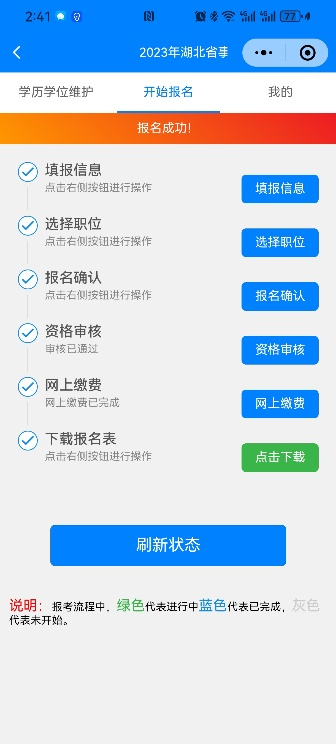 2:41
77
2023年湖北省事
学历学位维护
开始报名
我的
报名成功!
填报信息
点击右侧按钮进行操作
填报信息
选择职位
点击右侧按钮进行操作
选择职位
报名确认
点击右侧按钮进行操作
报名确认
资格审核
审核已通过
资格审核
网上缴费
网上缴费已完成
网上缴费
下载报名表
点击右侧按钮进行操作
点击下载
刷新状态
说明：报考流程中，绿色代表进行中蓝色代表已完成，灰色
代表未开始。